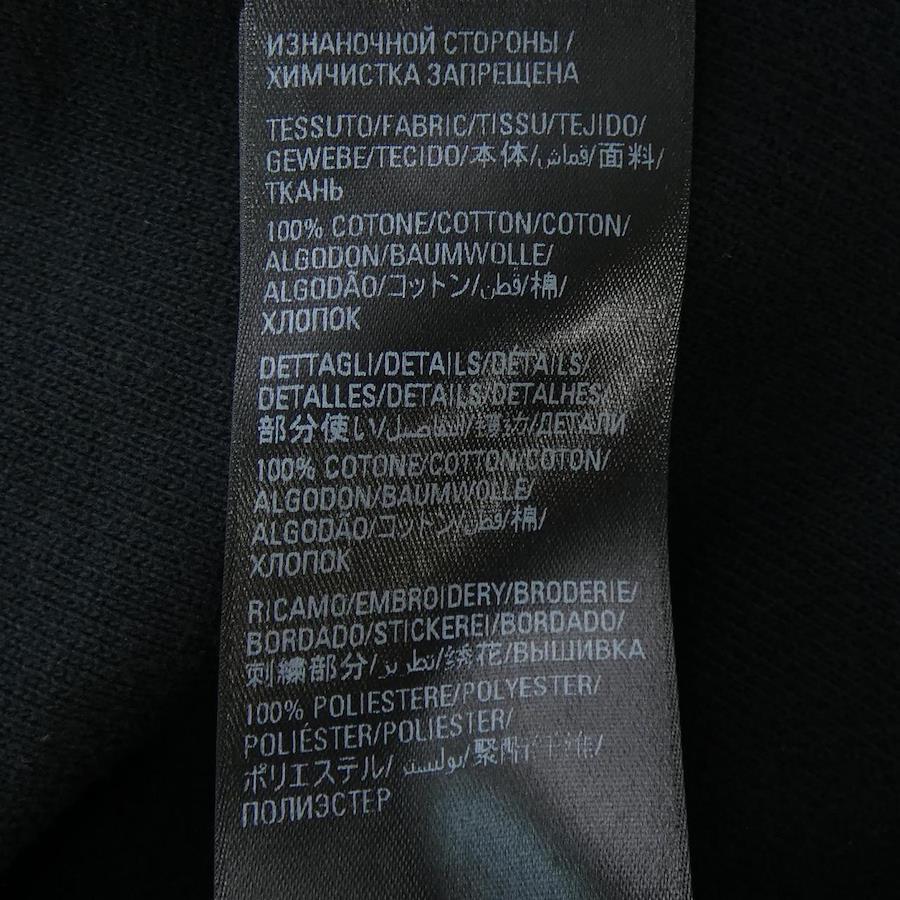 ИЗНАНОЧНОЙ СТОРОНЫ /
ХИМЧИСТКА ЗАПРЕЩЕНА
TESSUTO/FABRIC/TISSU/TEJIDO/
GEWEBE/TECIDO/本体/قماش/面料/
ТКАНЬ
100% COTONE/COTTON/COTON/
ALGODON/BAUMWOLLE/
ALGODÃO/コットン/قطن/棉/
ХЛОПОК
DETTAGLI/DETAILS/DÉTAILS/
DETALLES/DETAILS/DETALHES/
部分使い/تفاصيل/ДЕТАЛИ
100% COTONE/COTTON/COTON/
ALGODON/BAUMWOLLE/
ALGODÃO/コットン/قطن/棉/
ХЛОПОК
RICAMO/EMBROIDERY/BRODERIE/
BORDADO/STICKEREI/BORDADO/
刺繍部分/تطريز/绣花/ВЫШИВКА
100% POLIESTERE/POLYESTER/
POLIÉSTER/POLIESTER/
ポリエステル/بوليستر/
ПОЛИЭСТЕР